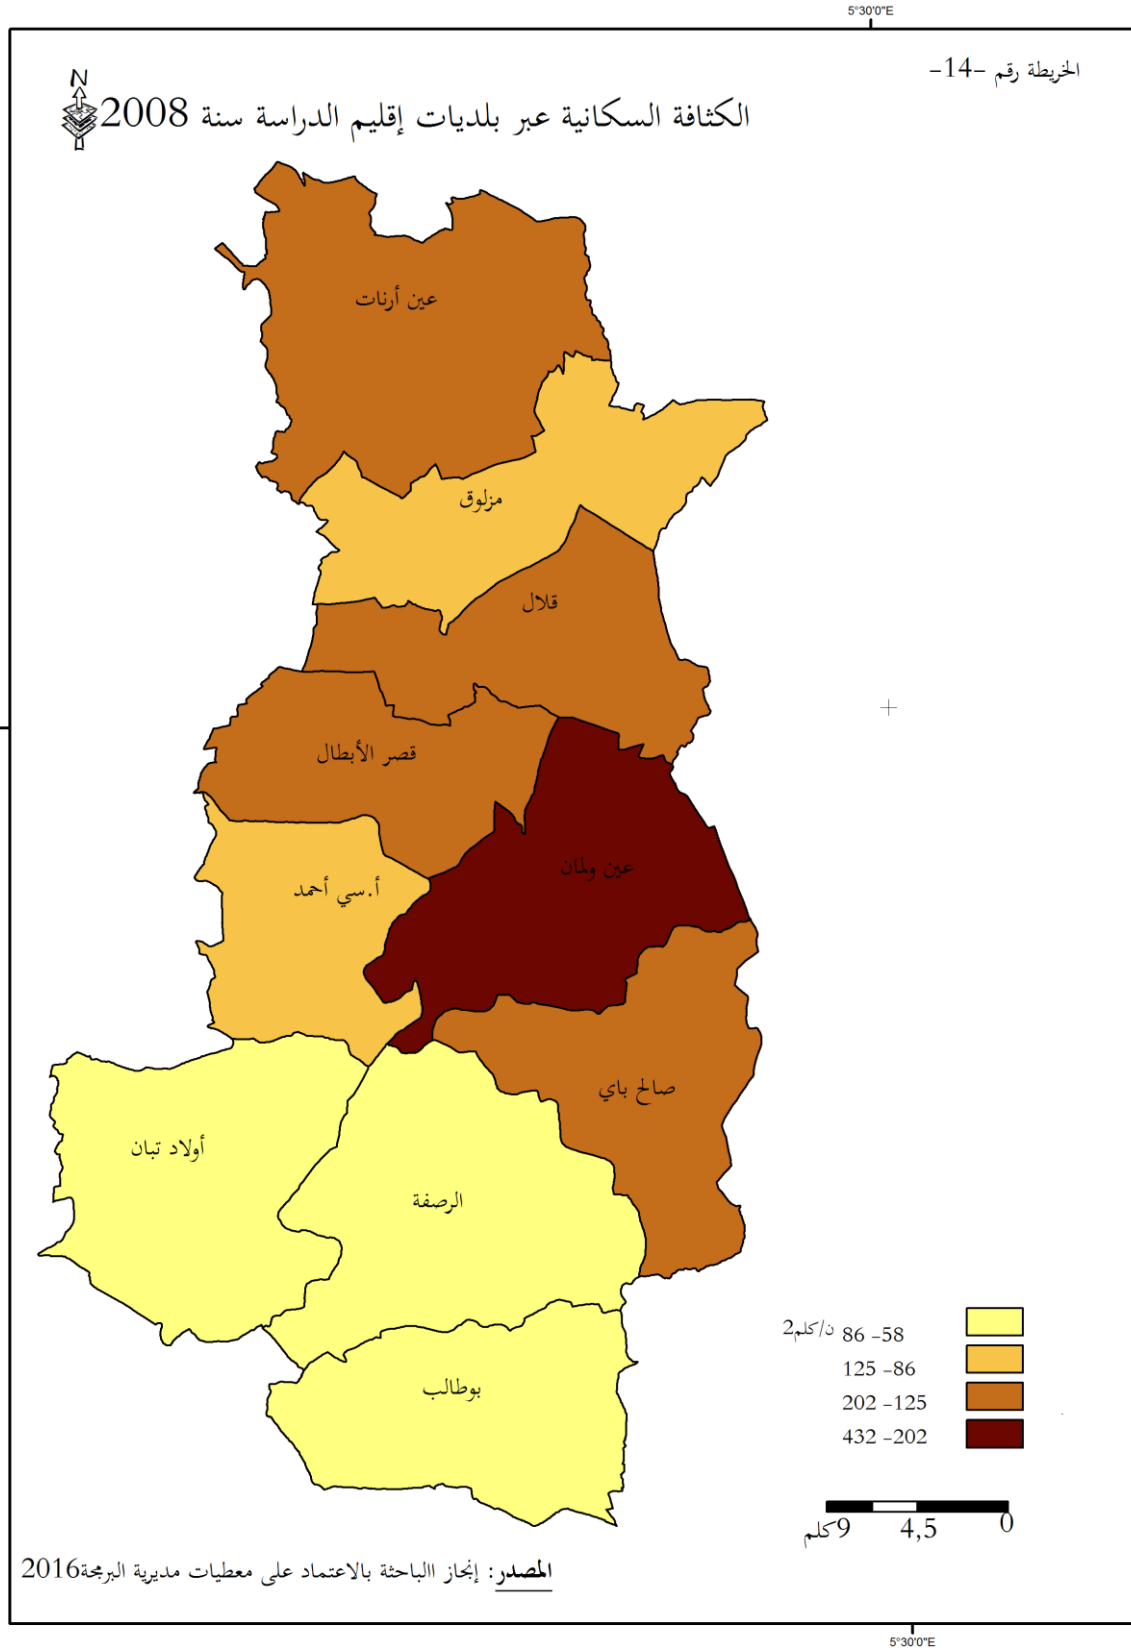 5°30'0"E
الخريطة رقم -14-
N
الكثافة السكانية عبر بلديات إقليم الدراسة سنة 2008
عين أرنات
مزلوق
قلال
قصر الأبطال
عين ولمان
أ.سي أحمد
صالح باي
أولاد تبان
الرصفة
بوطالب
58- 86 ن/كلم2
86- 125
125- 202
202- 432
0 4,5 9كلم
المصدر: إنجاز االباحثة بالاعتماد على معطيات مديرية البرمجة2016
5°30'0"E